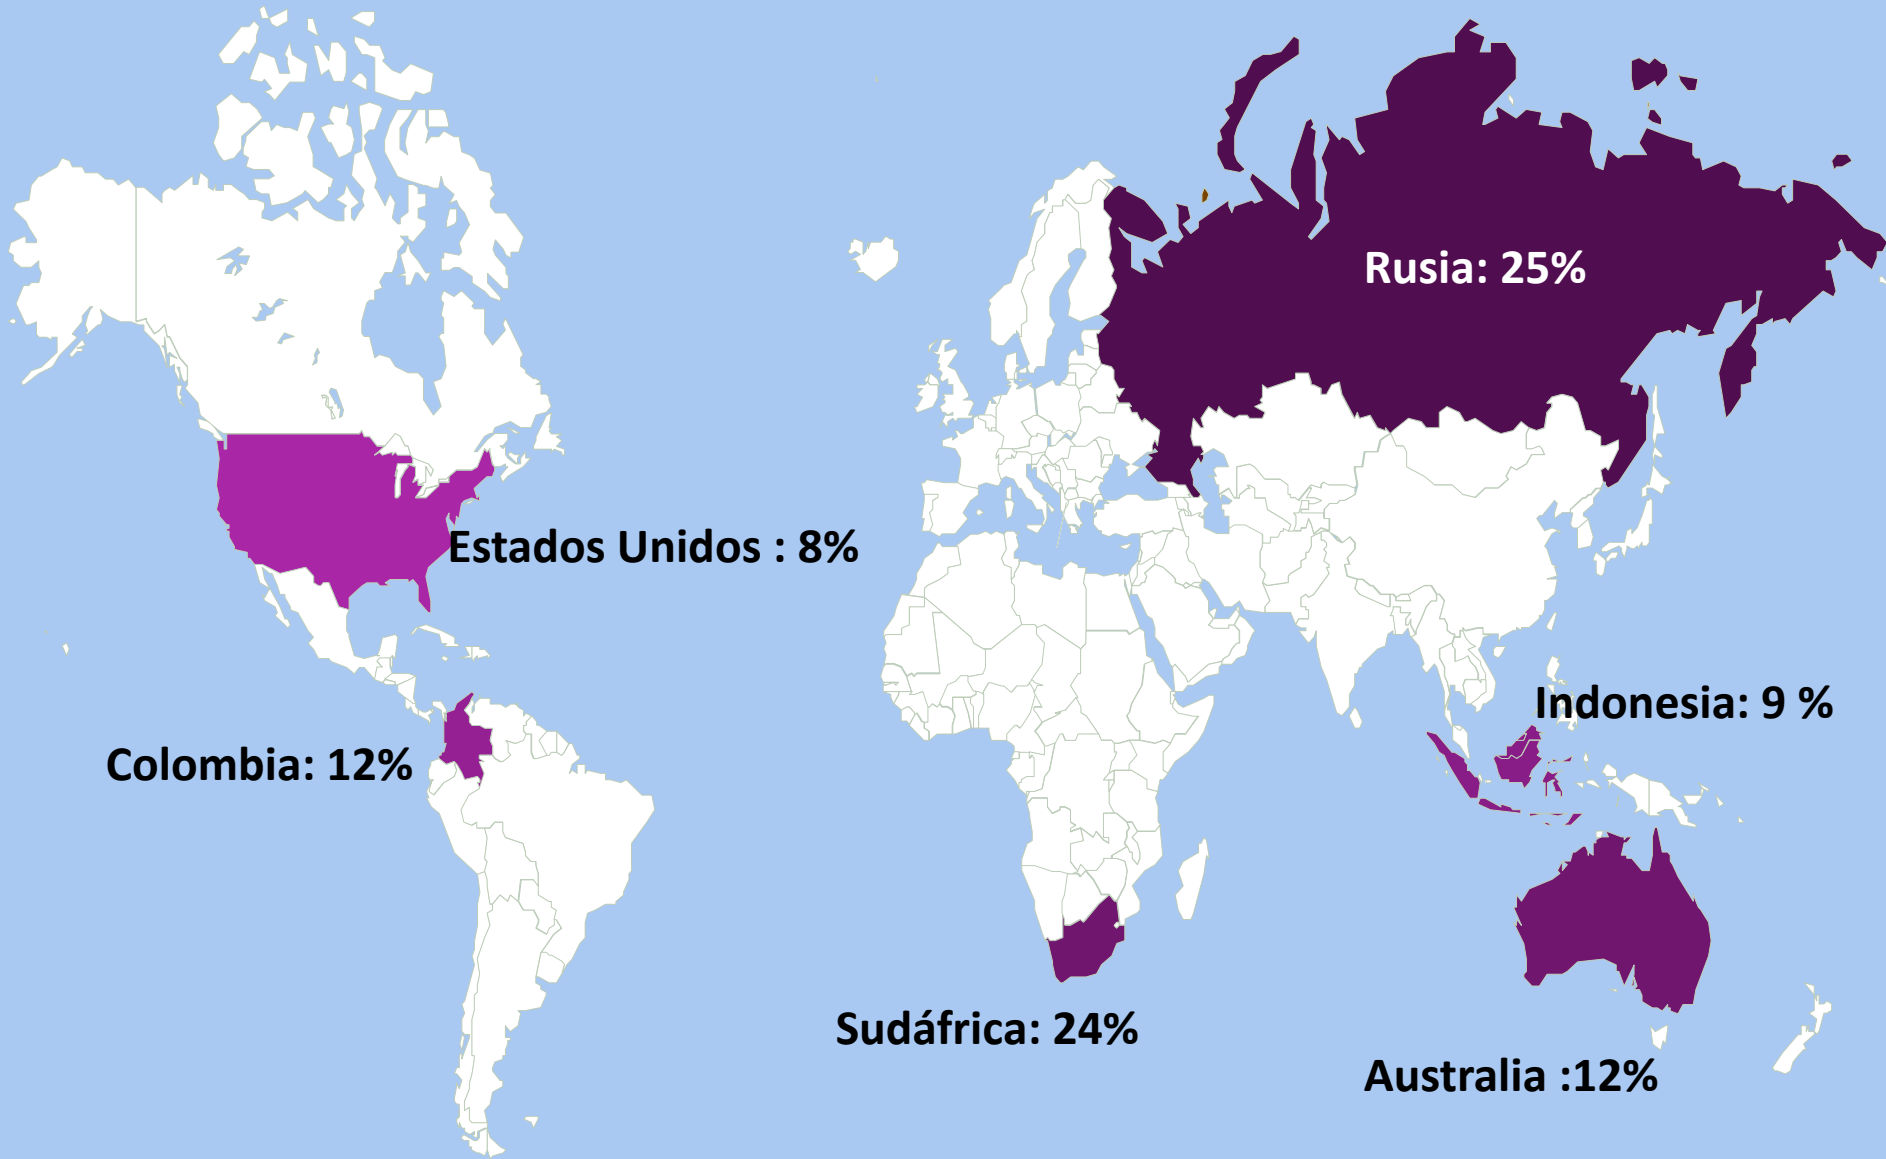 Rusia: 25%
Estados Unidos : 8%
Indonesia: 9 %
Colombia: 12%
Sudáfrica: 24%
Australia :12%